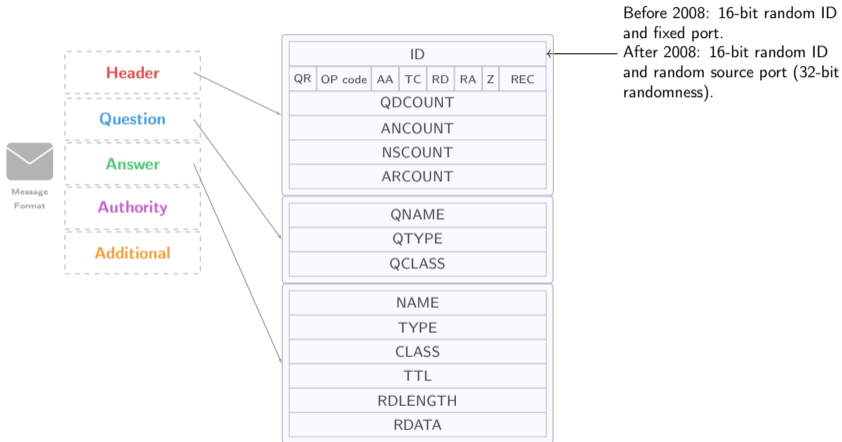 Before 2008: 16-bit random ID
and fixed port.
After 2008: 16-bit random ID
and random source port (32-bit
randomness).
Message
Format
Header
Question
Answer
Authority
Additional
ID
QR OP code AA TC RD RA Z REC
QDCOUNT
ANCOUNT
NSCOUNT
ARCOUNT
QNAME
QTYPE
QCLASS
NAME
TYPE
CLASS
TTL
RDLENGTH
RDATA